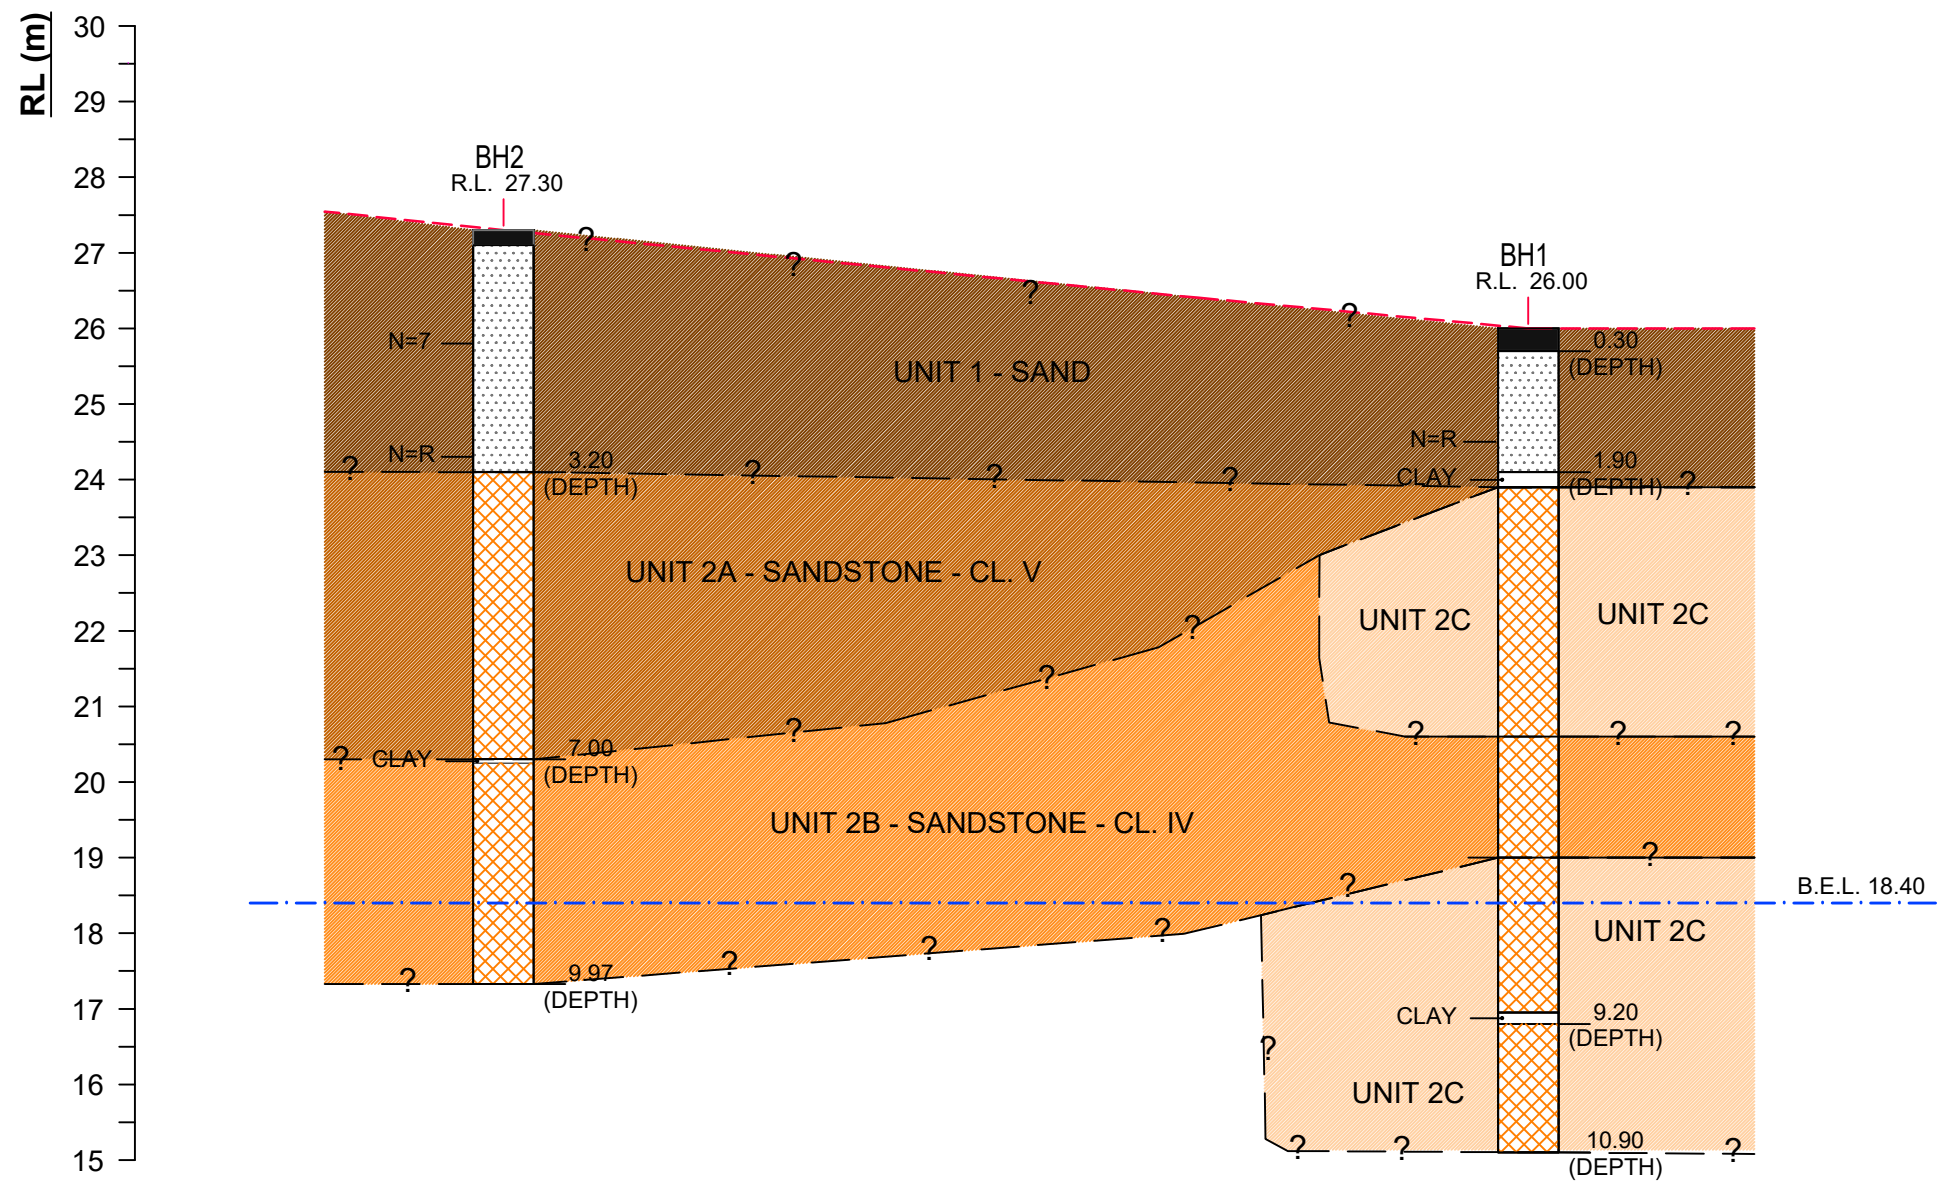 RL (m)
30
29
28
27
26
25
24
23
22
21
20
19
18
17
16
15
BH2
R.L. 27.30
BH1
R.L. 26.00
?
?
?
?
N=7
0.30
(DEPTH)
UNIT 1 - SAND
N=R
N=R
3.20
(DEPTH)
?
?
?
?
CLAY
1.90
(DEPTH)
?
UNIT 2A - SANDSTONE - CL. V
UNIT 2C
UNIT 2C
?
?
?
?
?
?
?
CLAY
7.00
(DEPTH)
UNIT 2B - SANDSTONE - CL. IV
?
?
B.E.L. 18.40
UNIT 2C
?
?
?
?
9.97
(DEPTH)
CLAY
9.20
(DEPTH)
?
UNIT 2C
?
?
10.90
(DEPTH)
?